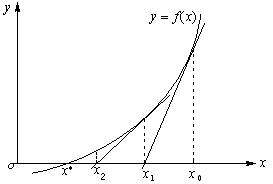 y
y = f(x)
o
x*
x₂
x₁
x₀
x